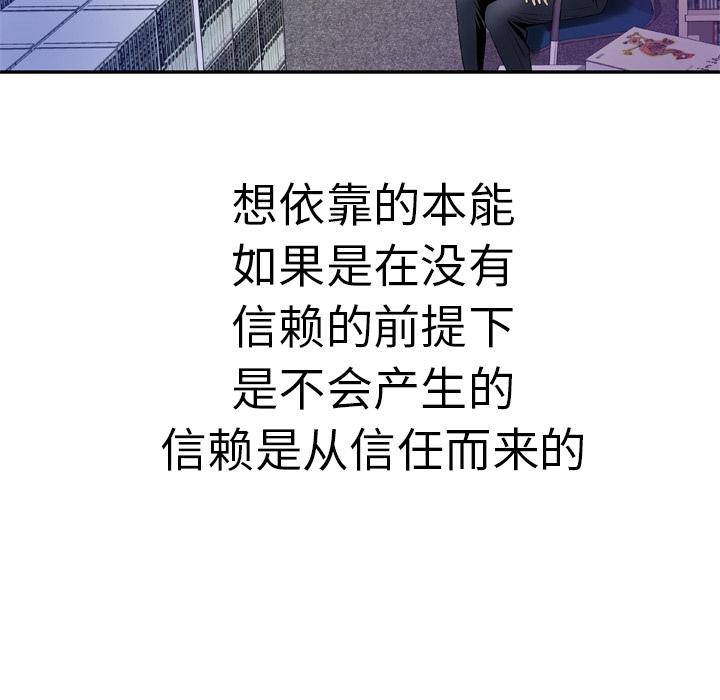 想依靠的本能
如果是在没有
信赖的前提下
是不会产生的
信赖是从信任而来的